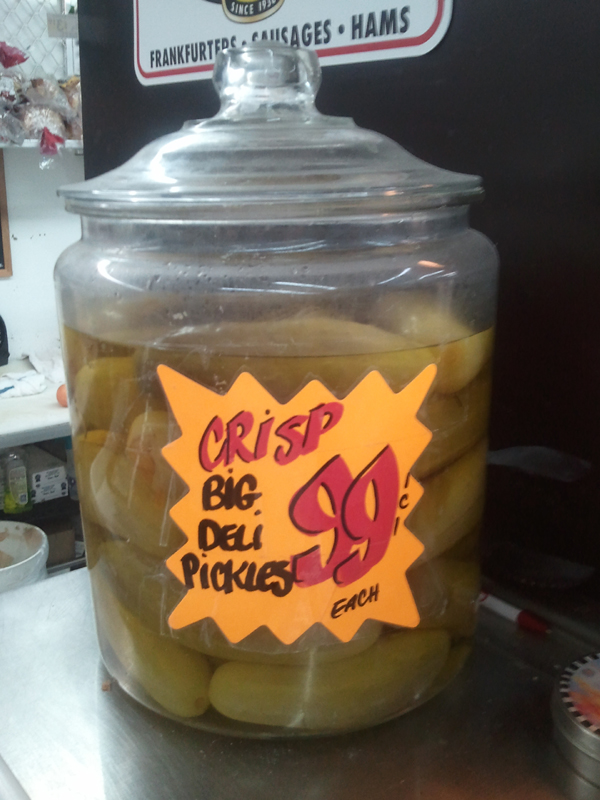 SINCE 193
FRANKFURTERS • SAUSAGES • HAMS
CRISP
BIG
DELI
PICKLES
99¢
EACH